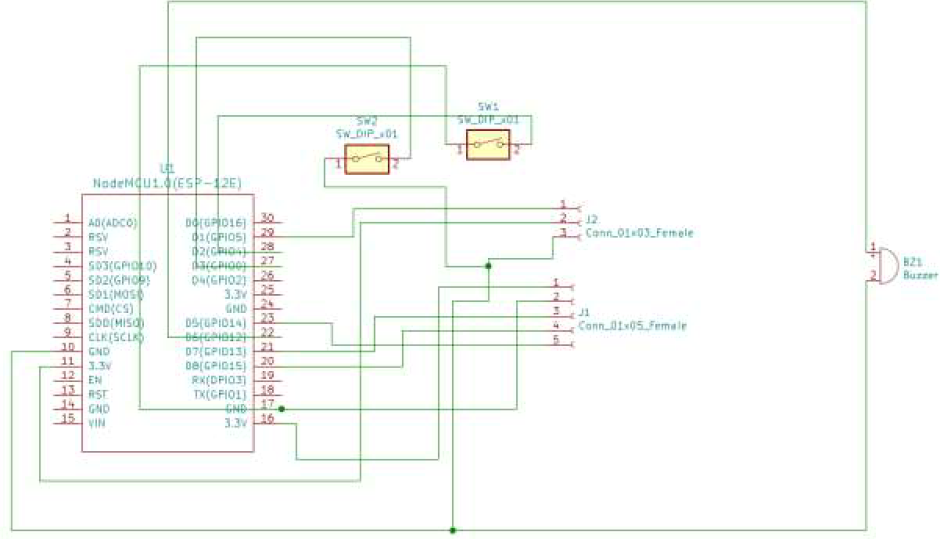 SW1
SW_DIP_x01
1
2
SW2
SW_DIP_x01
1
2
U1
NodeMCU1.0(ESP-12E)
1 A0(ADC0) D0(GPIO16) 30
2 RSV D1(GPIO5) 29
3 RSV D2(GPIO4) 28
4 SD3(GPIO10) D3(GPIO0) 27
5 SD2(GPIO9) D4(GPIO2) 26
6 SD1(MOSI) 3.3V 25
7 CMD(CS) GND 24
8 SDD(MISO) D5(GPIO14) 23
9 CLK(SCLK) D6(GPIO12) 22
10 GND D7(GPIO13) 21
11 3.3V D8(GPIO15) 20
12 EN RX(DPIO3) 19
13 RST TX(GPIO1) 18
14 GND GND 17
15 VIN 3.3V 16
1
2
3
J2
Conn_01x03_Female
1
2
3
4
5
J1
Conn_01x05_Female
1
+
2
BZ1
Buzzer